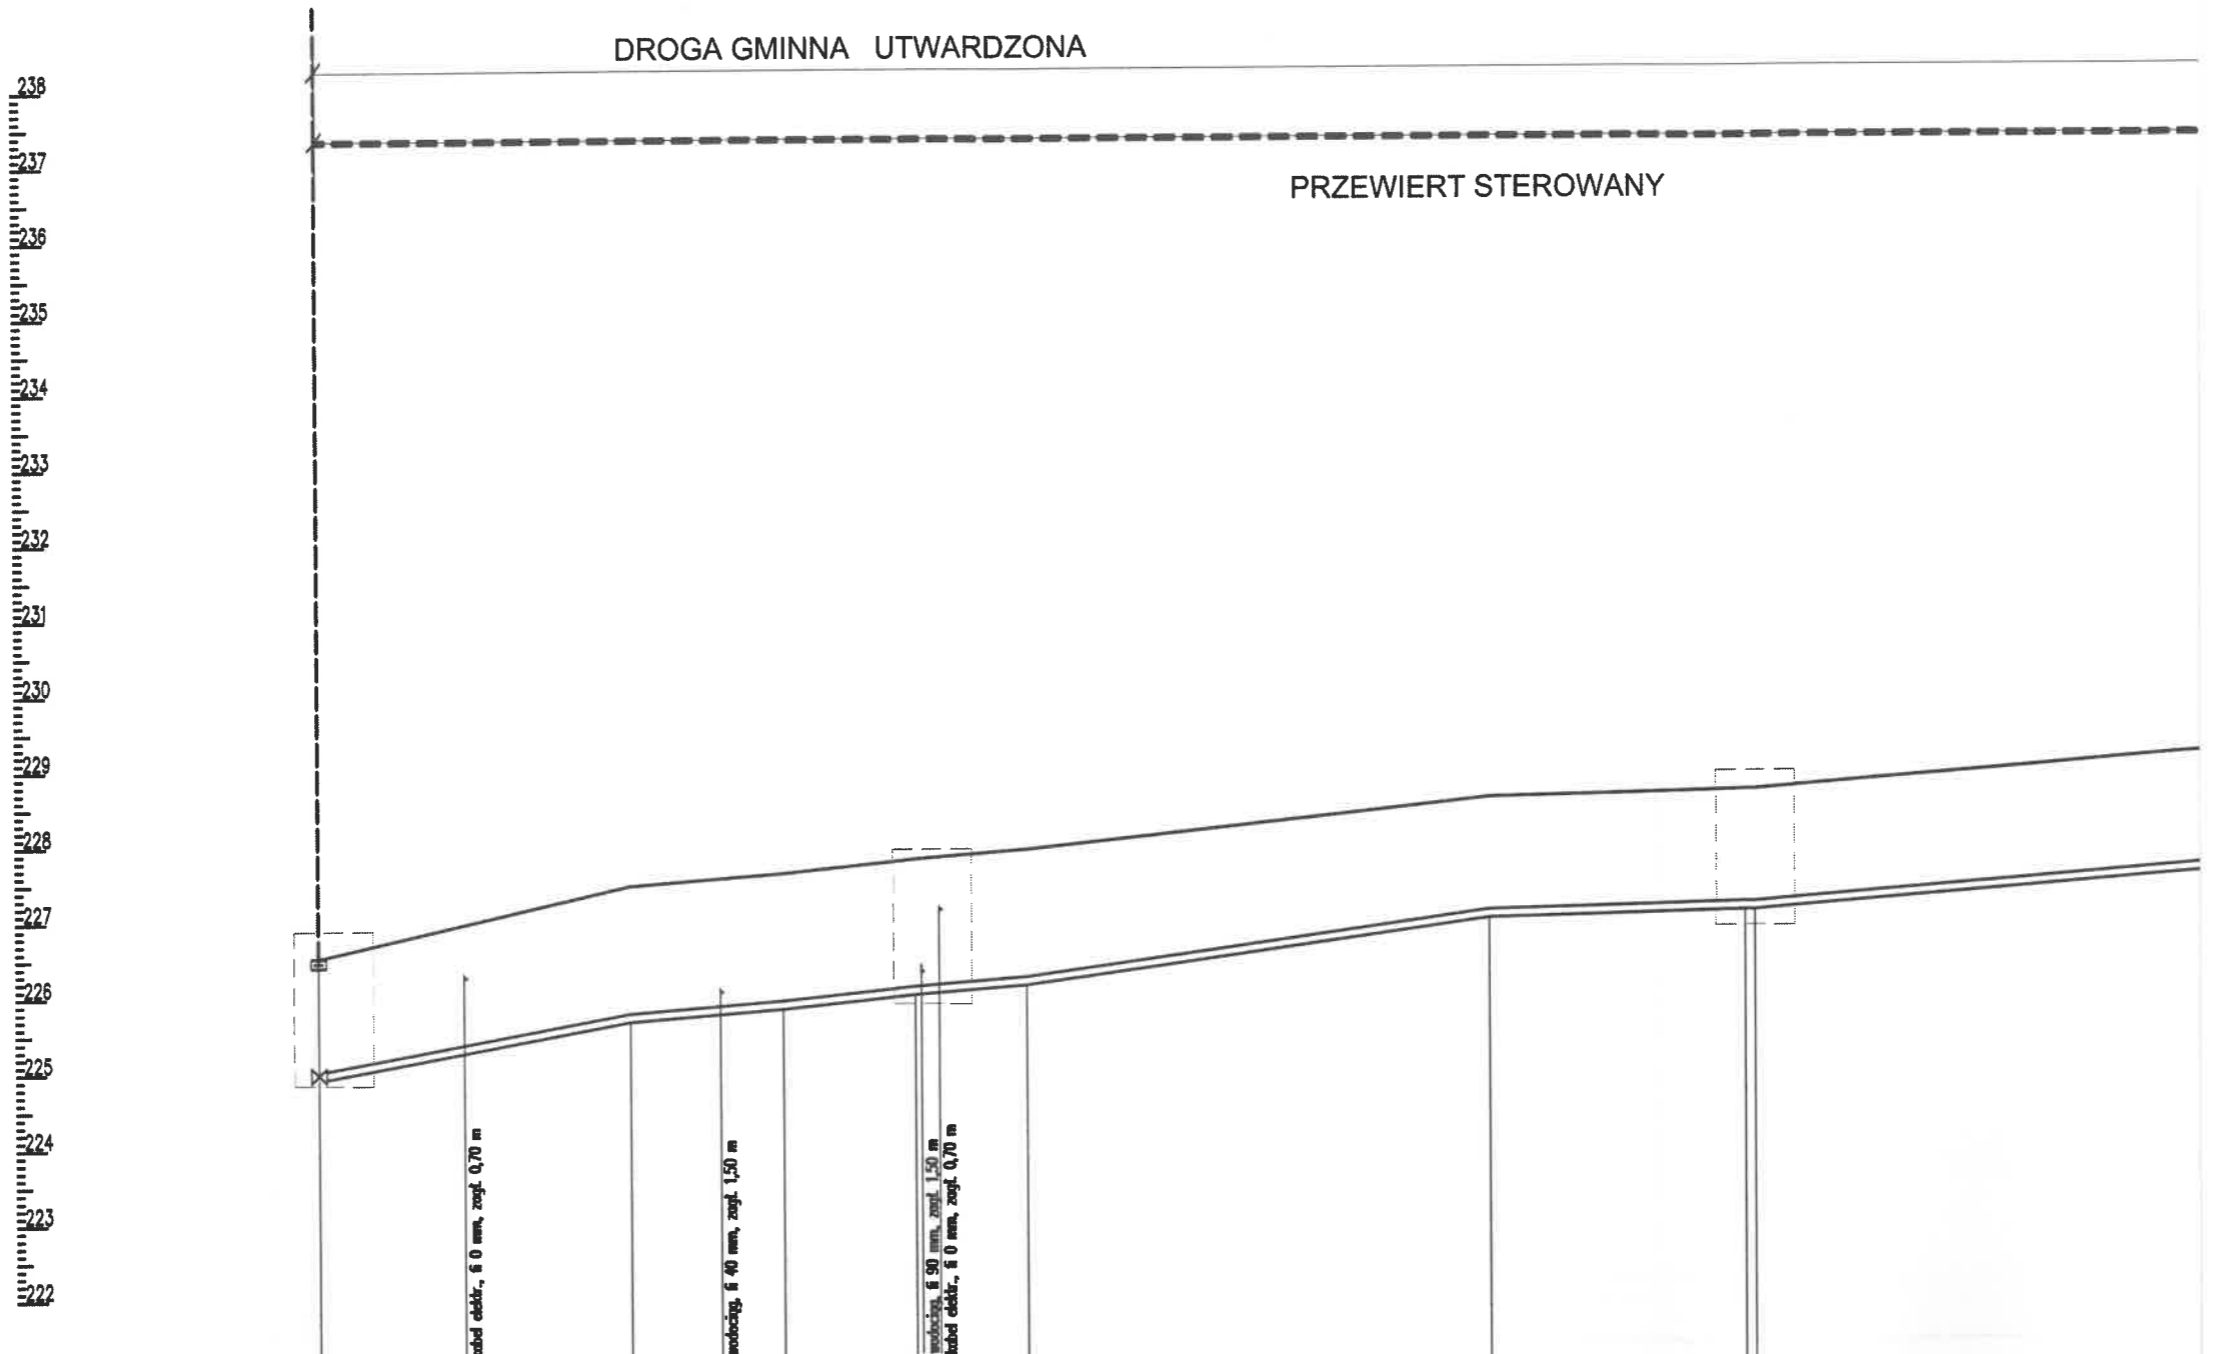 DROGA GMINNA UTWARDZONA
PRZEWIERT STEROWANY
238
237
236
235
234
233
232
231
230
229
228
227
226
225
224
223
222
kabel elektr., fi 0 mm, zagł. 0,70 m
wodociąg, fi 40 mm, zagł. 1,50 m
wodociąg, fi 90 mm, zagł. 1,50 m
kabel elektr., fi 0 mm, zagł. 0,70 m